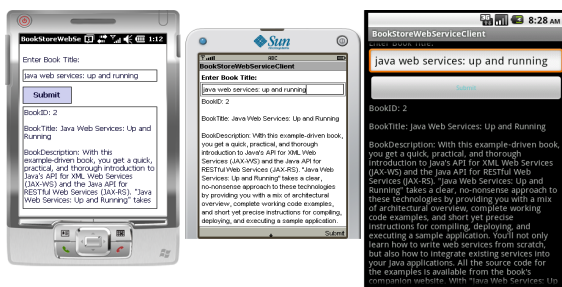 BookStoreWebSe 1:12
Enter Book Title:
java web services: up and running
Submit
BookID: 2
BookTitle: Java Web Services: Up and
Running
BookDescription: With this
example-driven book, you get a quick,
practical, and thorough introduction to
Java's API for XML Web Services
(JAX-WS) and the Java API for
RESTful Web Services (JAX-RS). "Java
Web Services: Up and Running" takes
Sun
ABC
BookStoreWebServiceClient
Enter Book Title:
java web services: up and running
BookID: 2
BookTitle: Java Web Services: Up and Running
BookDescription: With this example-driven book,
you get a quick, practical, and thorough
introduction to Java's API for XML Web
Services (JAX-WS) and the Java API for
RESTful Web Services (JAX-RS). "Java Web
Services: Up and Running" takes a clear,
no-nonsense approach to these technologies
by providing you with a mix of architectural
overview, complete working code examples,
and short yet precise instructions for compiling,
deploying, and executing a sample application.
Submit
3G 8:28 AM
BookStoreWebServiceClient
Enter Book Title:
java web services: up and running
Submit
BookID: 2
BookTitle: Java Web Services: Up and Running
BookDescription: With this example-driven book,
you get a quick, practical, and thorough
introduction to Java's API for XML Web Services
(JAX-WS) and the Java API for RESTful Web
Services (JAX-RS). "Java Web Services: Up and
Running" takes a clear, no-nonsense approach to
these technologies by providing you with a mix
of architectural overview, complete working
code examples, and short yet precise
instructions for compiling, deploying, and
executing a sample application. You'll not only
learn how to write web services from scratch,
but also how to integrate existing services into
your Java applications. All the source code for
the examples is available from the book's
companion website. With "Java Web Services: Up